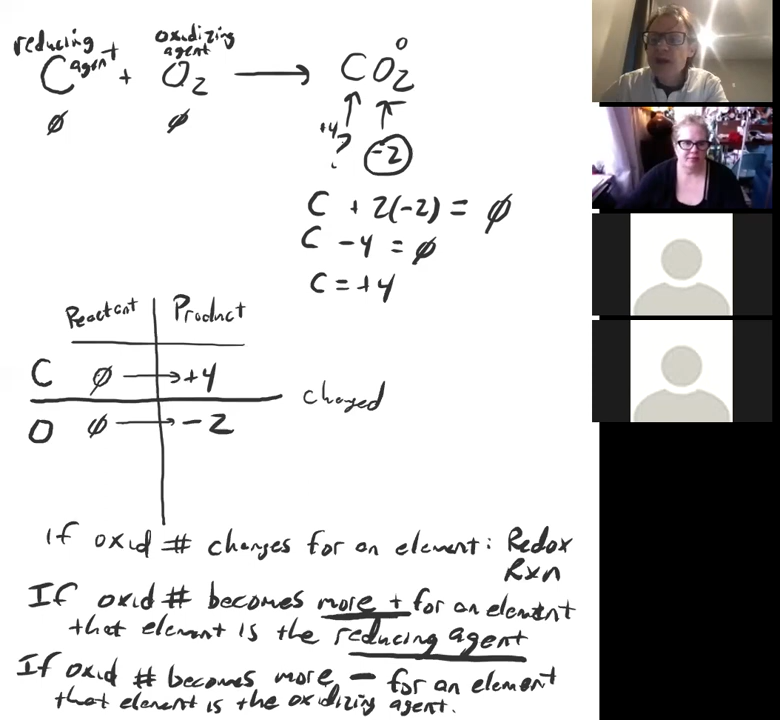 reducing agent oxidizing agent
C + O2 → CO2 0
∅ ∅ +4 ? -2
C + 2(-2) = ∅
C - 4 = ∅
C = +4
Reactant Product
C ∅ → +4
changed
O ∅ → -2
If oxid # changes for an element: Redox
Rxn
If oxid # becomes more + for an element
that element is the reducing agent
If oxid # becomes more - for an element
that element is the oxidizing agent.